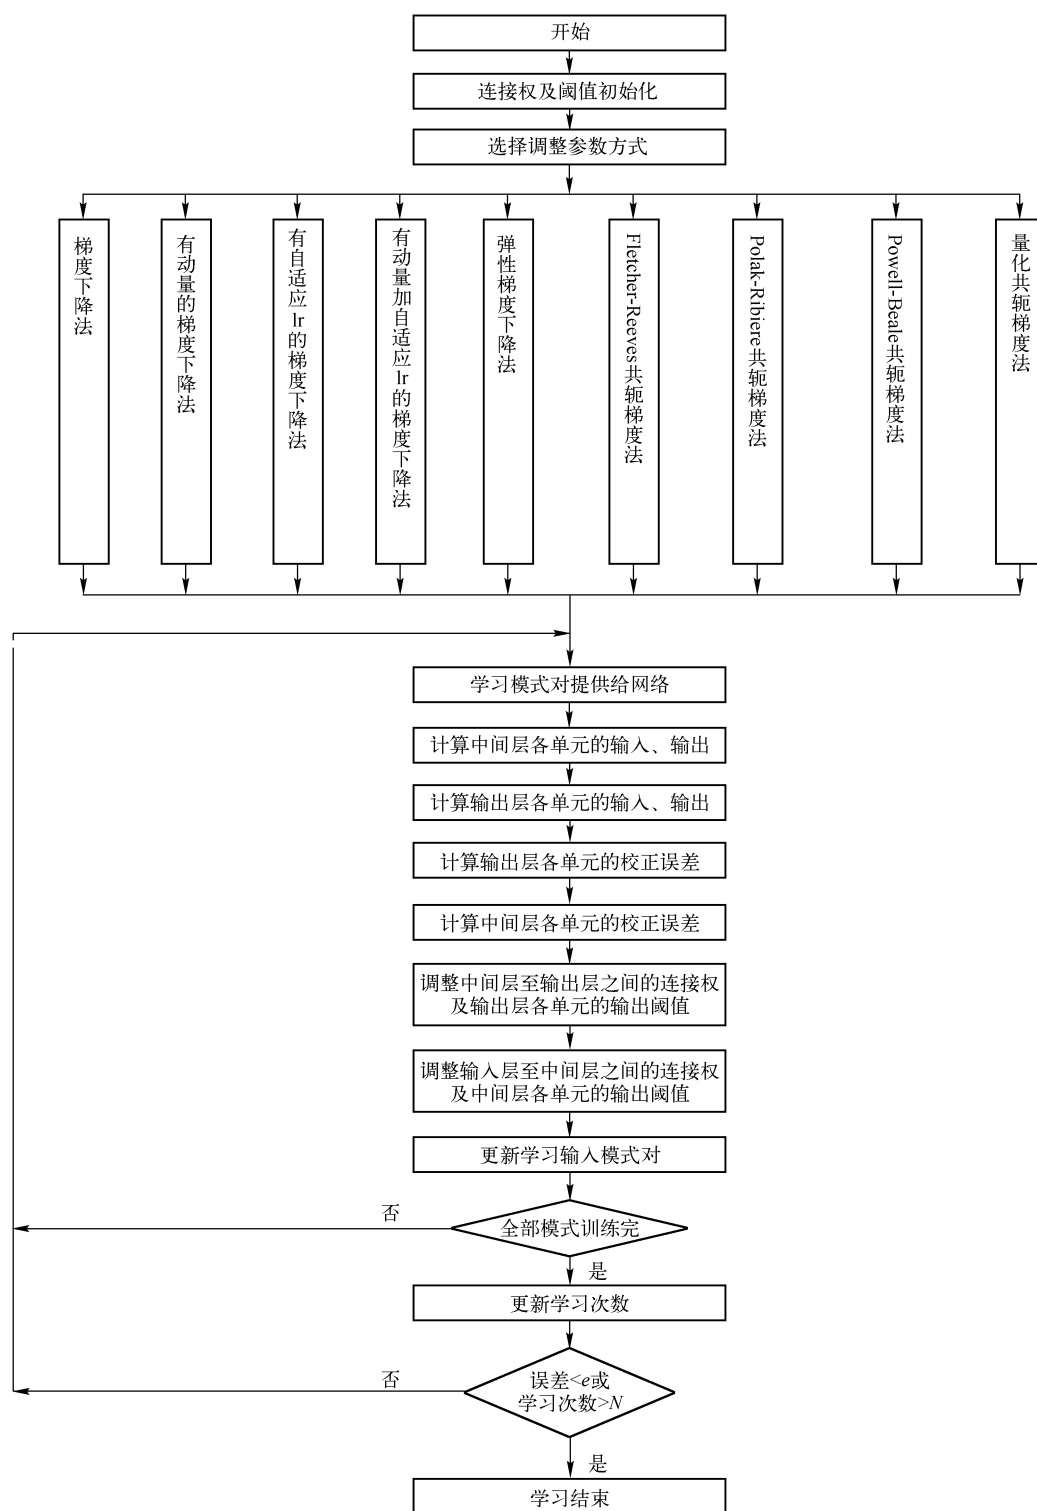 开始
连接权及阈值初始化
选择调整参数方式
梯度下降法
有动量的梯度下降法
有自适应lr的梯度下降法
有动量加自适应lr的梯度下降法
弹性梯度下降法
Fletcher-Reeves共轭梯度法
Polak-Ribiere共轭梯度法
Powell-Beale共轭梯度法
量化共轭梯度法
学习模式对提供给网络
计算中间层各单元的输入、输出
计算输出层各单元的输入、输出
计算输出层各单元的校正误差
计算中间层各单元的校正误差
调整中间层至输出层之间的连接权
及输出层各单元的输出阈值
调整输入层至中间层之间的连接权
及中间层各单元的输出阈值
更新学习输入模式对
否
全部模式训练完
是
更新学习次数
否
误差<e或
学习次数>N
是
学习结束